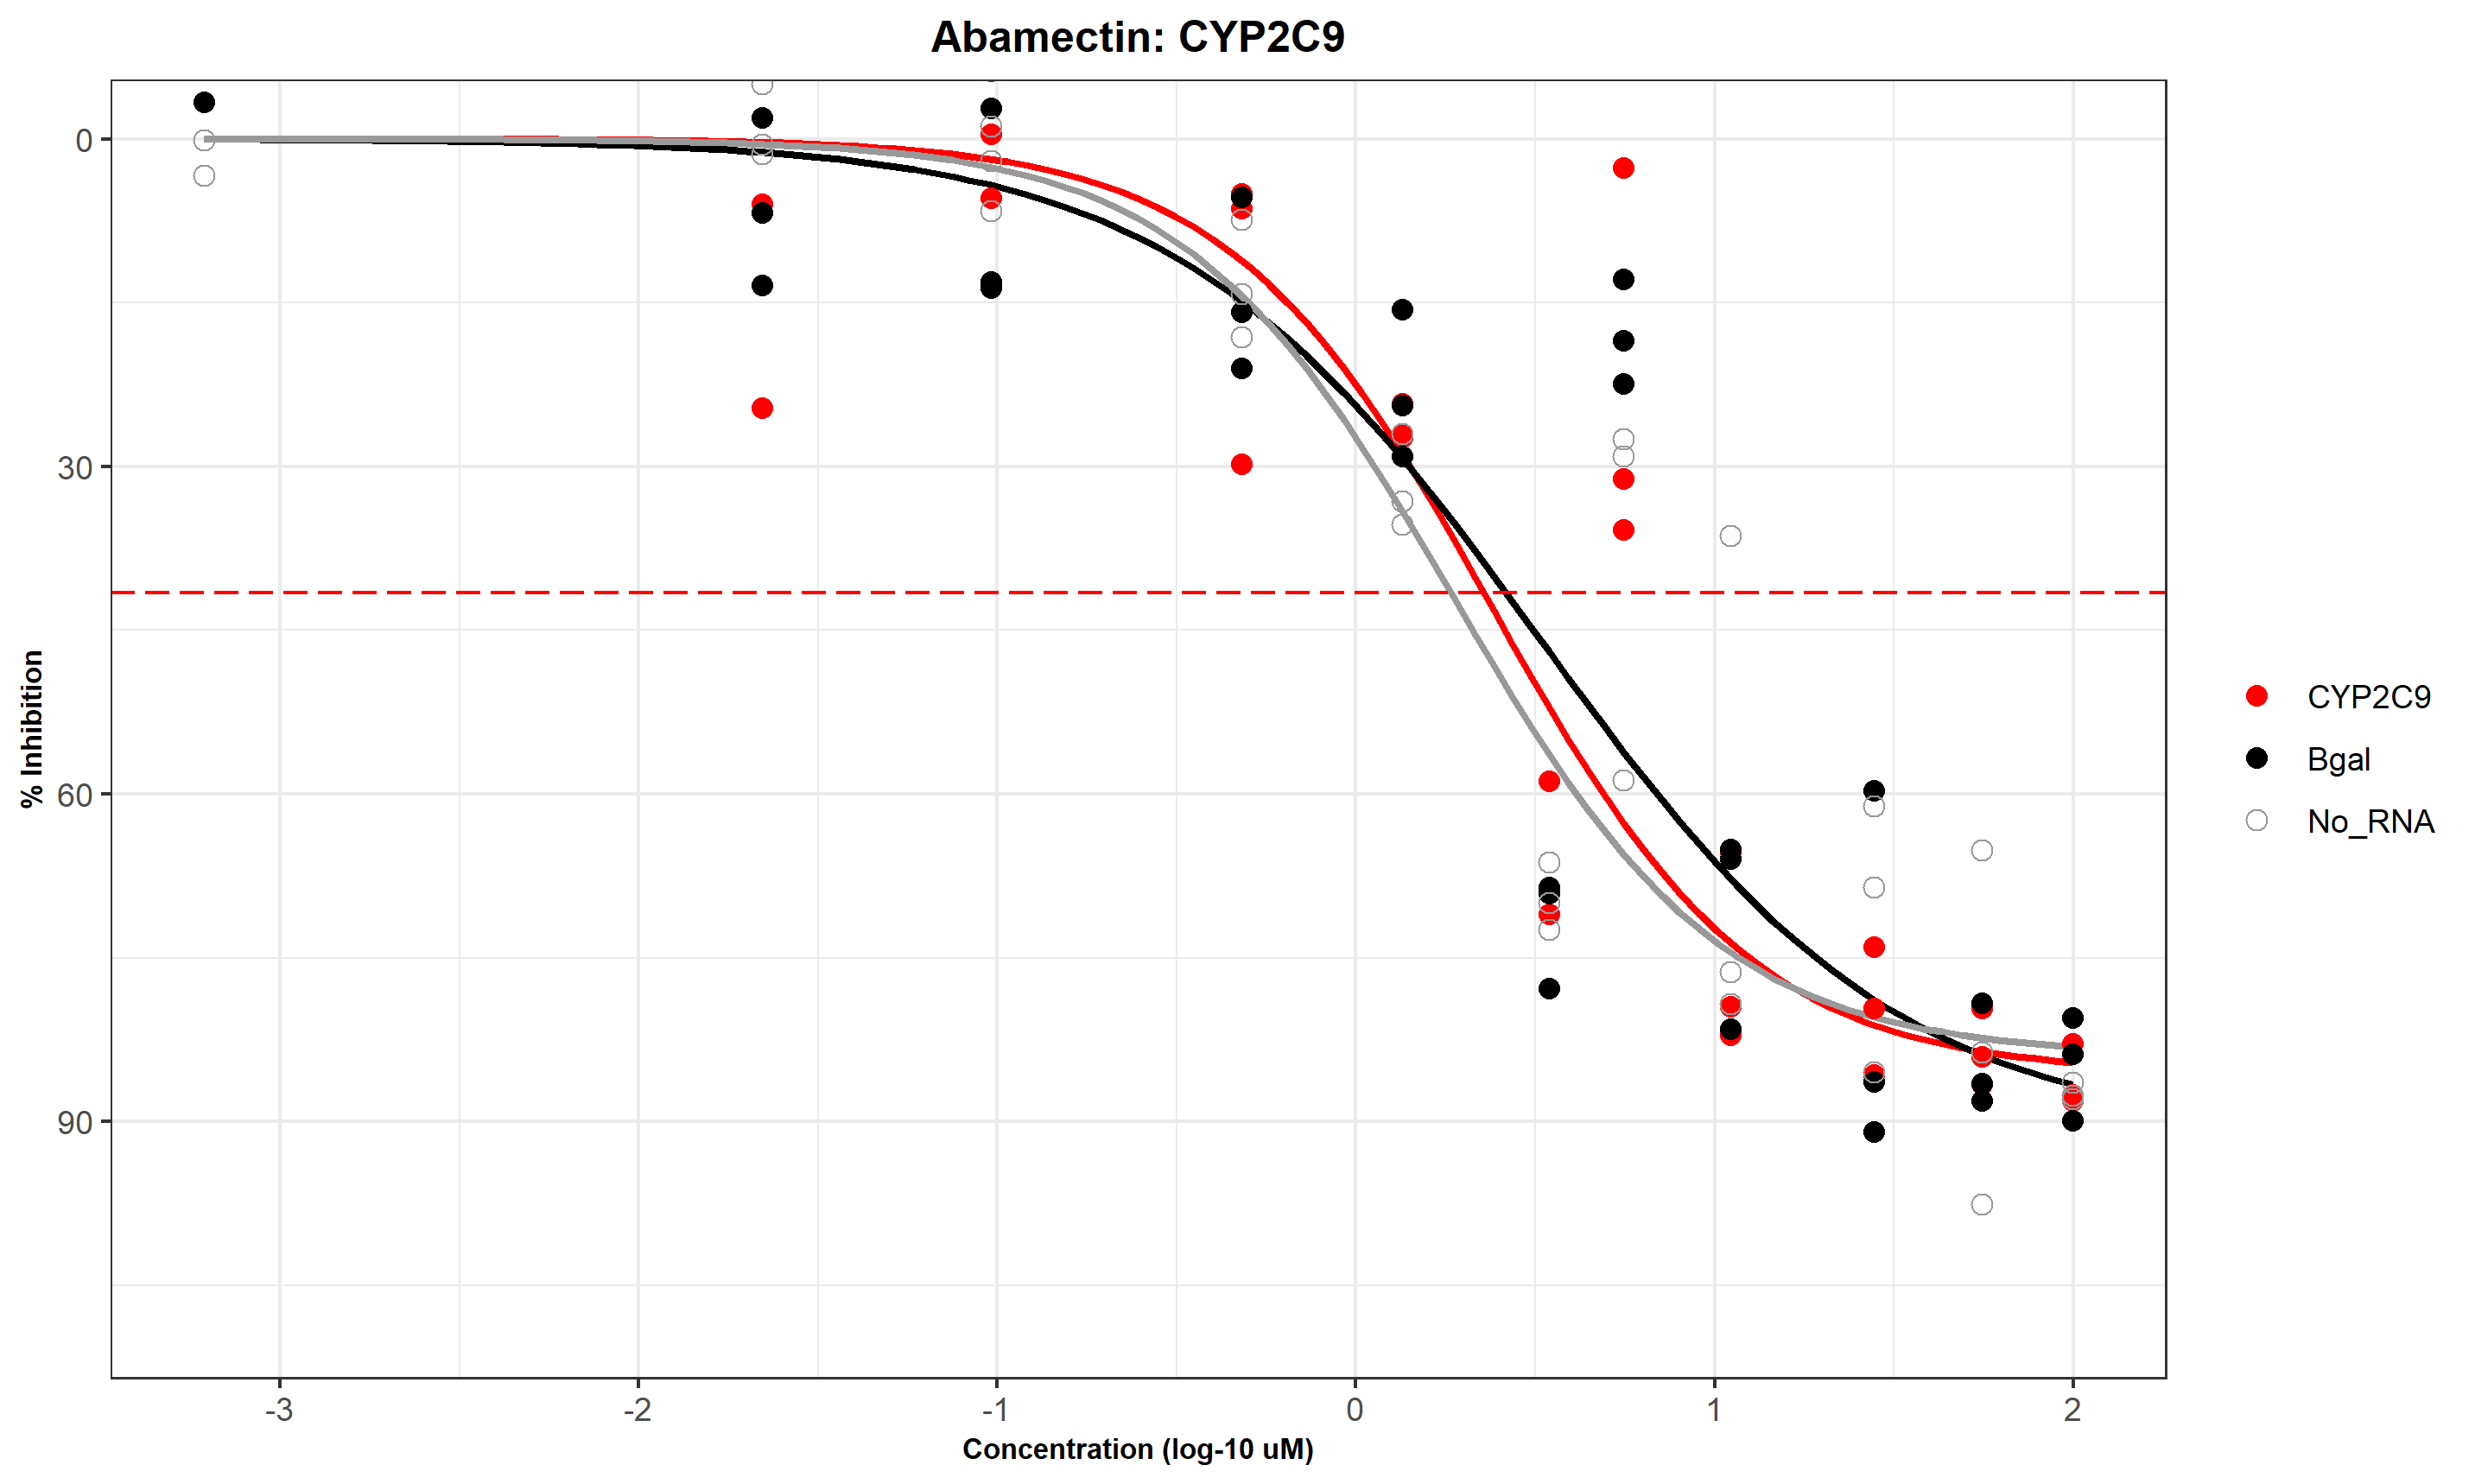 Abamectin: CYP2C9
% Inhibition
0
30
60
90
-3
-2
-1
0
1
2
Concentration (log-10 uM)
CYP2C9
Bgal
No_RNA